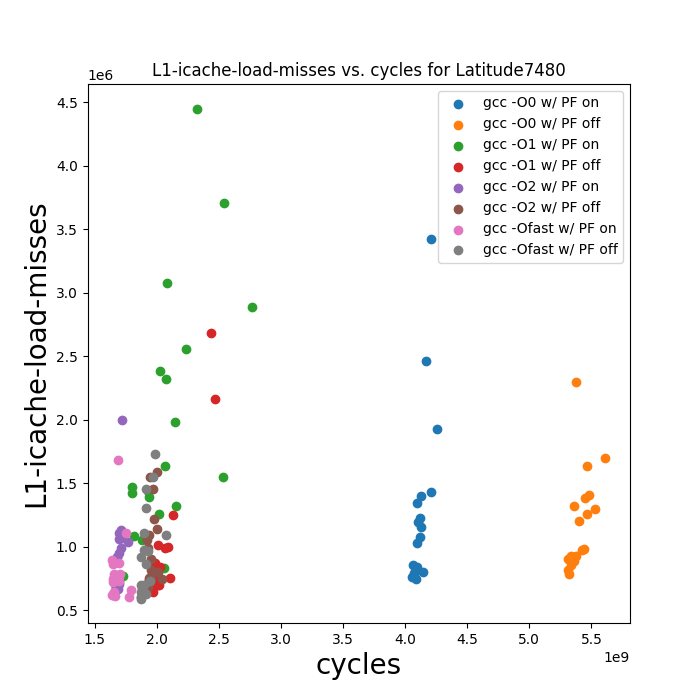 L1-icache-load-misses vs. cycles for Latitude7480
1e6
gcc -O0 w/ PF on
gcc -O0 w/ PF off
gcc -O1 w/ PF on
gcc -O1 w/ PF off
gcc -O2 w/ PF on
gcc -O2 w/ PF off
gcc -Ofast w/ PF on
gcc -Ofast w/ PF off
L1-icache-load-misses
4.5
4.0
3.5
3.0
2.5
2.0
1.5
1.0
0.5
1.5 2.0 2.5 3.0 3.5 4.0 4.5 5.0 5.5
1e9
cycles